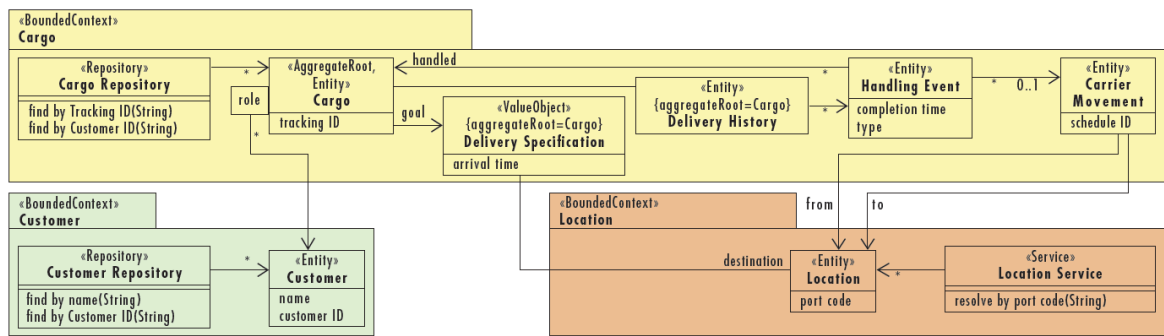 «BoundedContext»
Cargo
«Repository»
Cargo Repository
find by Tracking ID(String)
find by Customer ID(String)
*
role
*
«AggregateRoot,
Entity»
Cargo
tracking ID
handled
*
goal
«ValueObject»
{aggregateRoot=Cargo}
Delivery Specification
arrival time
«Entity»
{aggregateRoot=Cargo}
Delivery History
*
«Entity»
Handling Event
completion time
type
*
0..1
«Entity»
Carrier
Movement
schedule ID
from
to
«BoundedContext»
Customer
«Repository»
Customer Repository
find by name(String)
find by Customer ID(String)
*
«Entity»
Customer
name
customer ID
«BoundedContext»
Location
destination
«Entity»
Location
port code
*
«Service»
Location Service
resolve by port code(String)